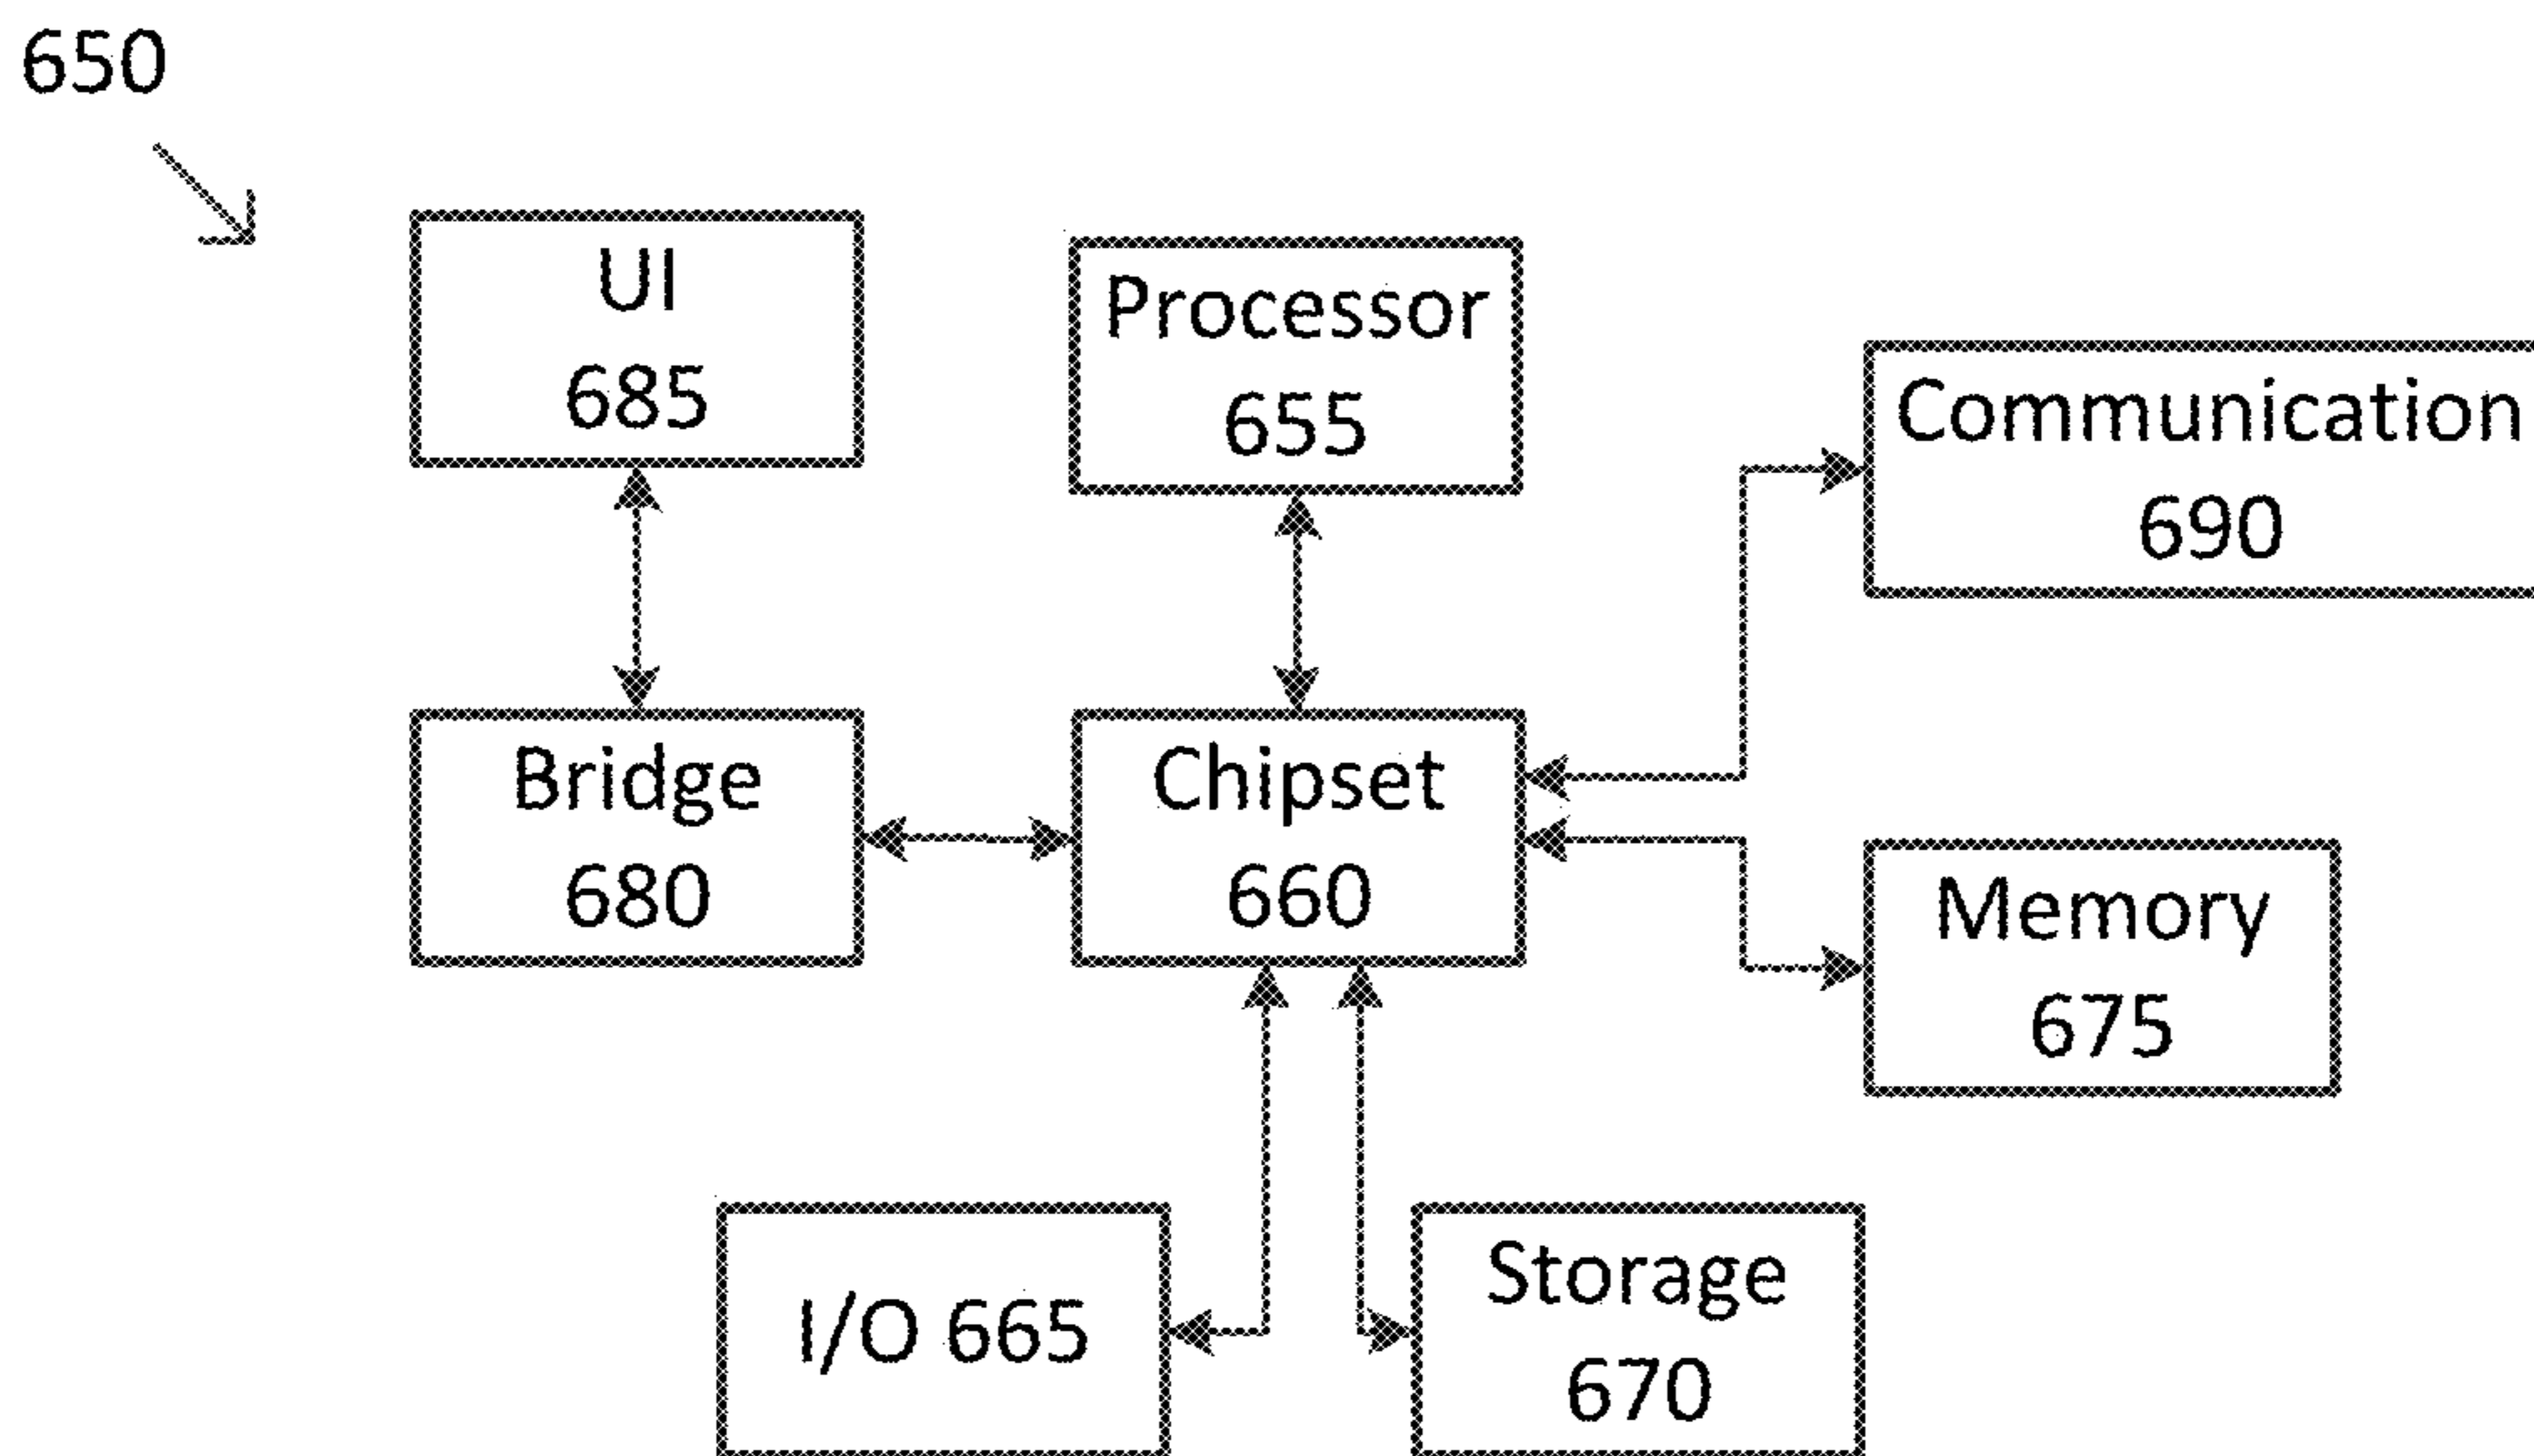 650
UI
685
Processor
655
Communication
690
Bridge
680
Chipset
660
Memory
675
I/O 665
Storage
670